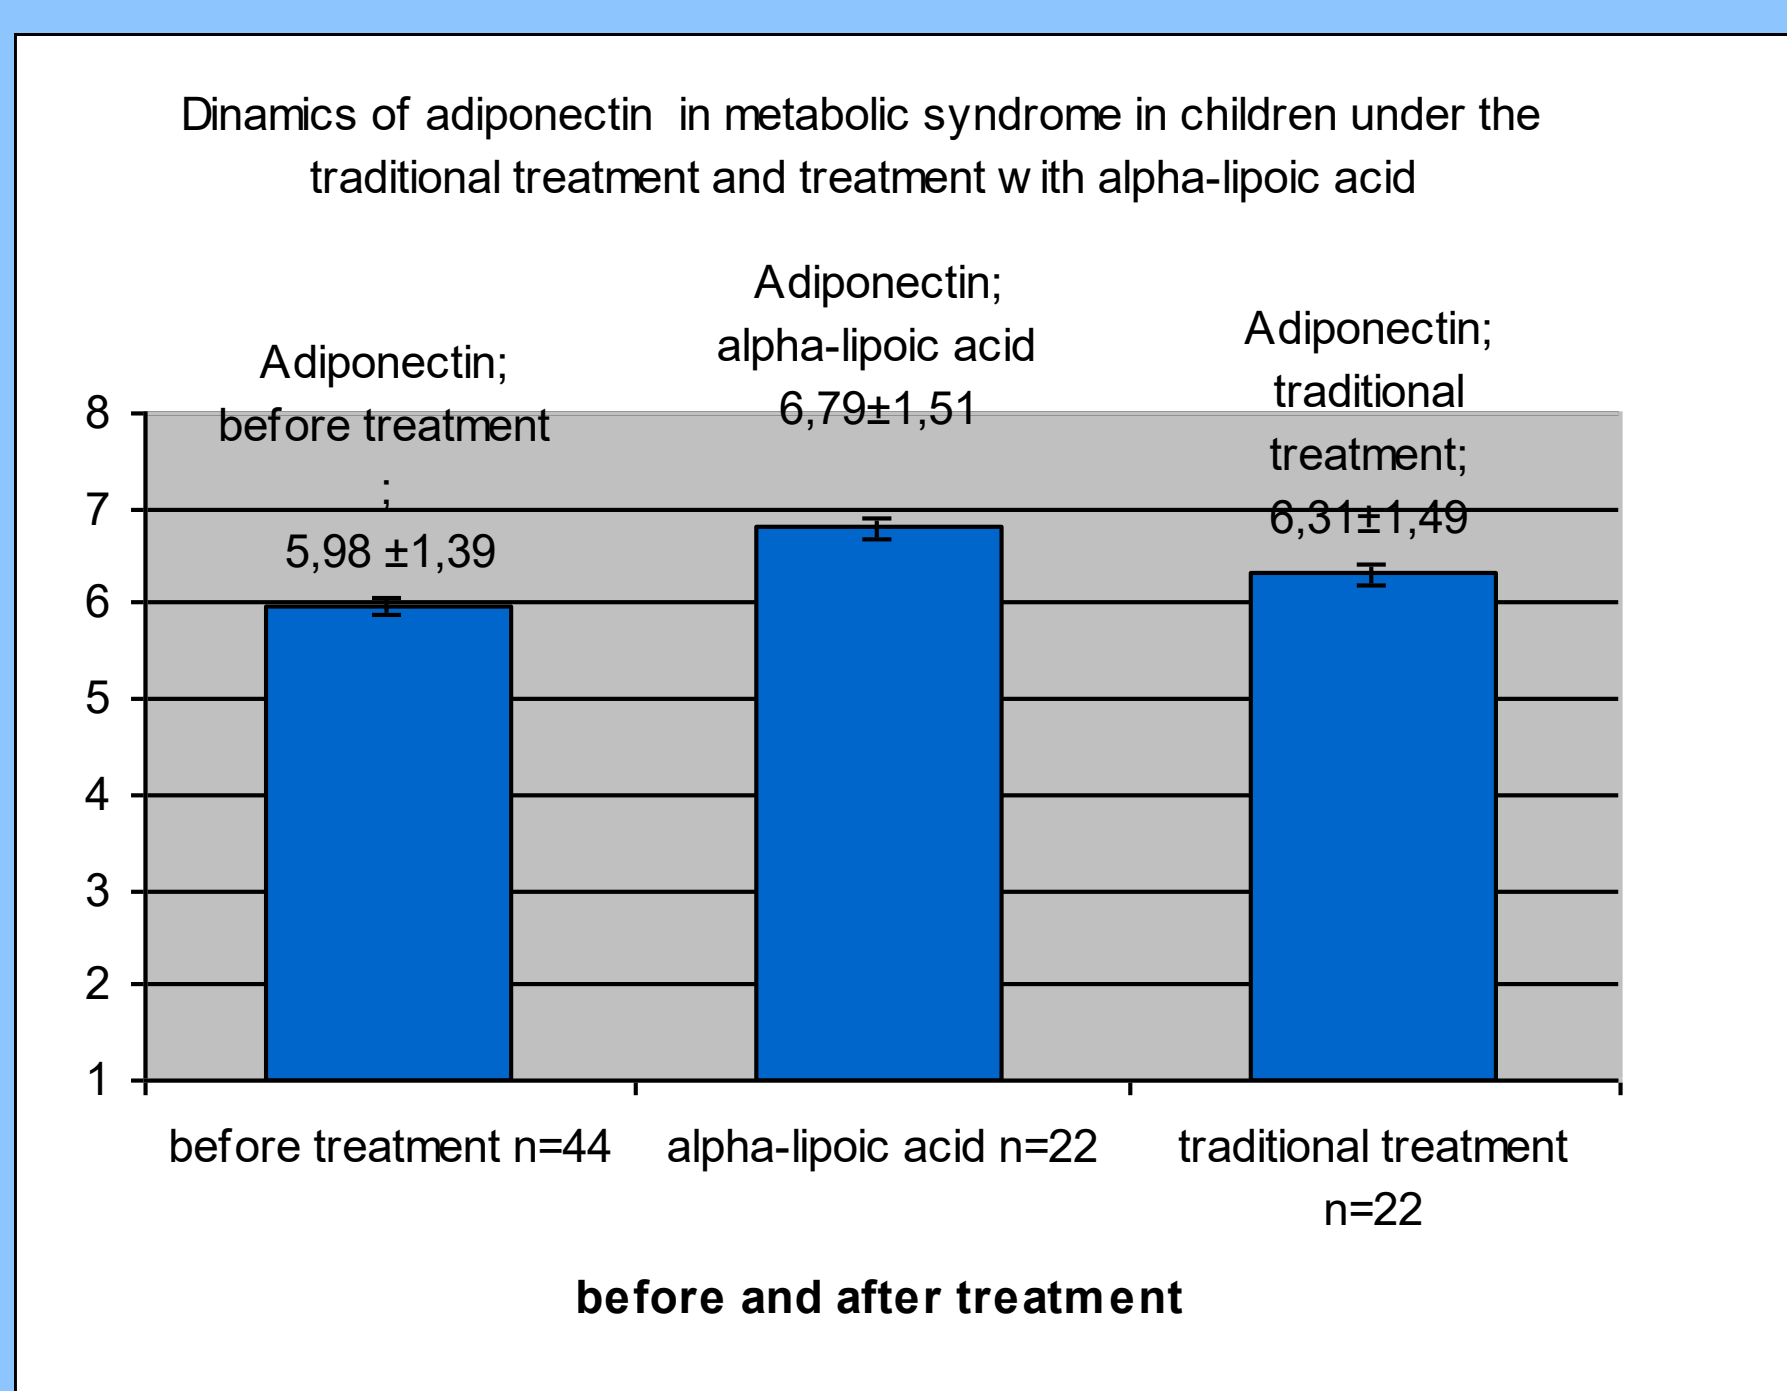 Dinamics of adiponectin in metabolic syndrome in children under the
traditional treatment and treatment with alpha-lipoic acid
Adiponectin;
before treatment
;
5,98 ±1,39
Adiponectin;
alpha-lipoic acid
6,79±1,51
Adiponectin;
traditional
treatment;
6,31±1,49
8
7
6
5
4
3
2
1
before treatment n=44
alpha-lipoic acid n=22
traditional treatment
n=22
before and after treatment